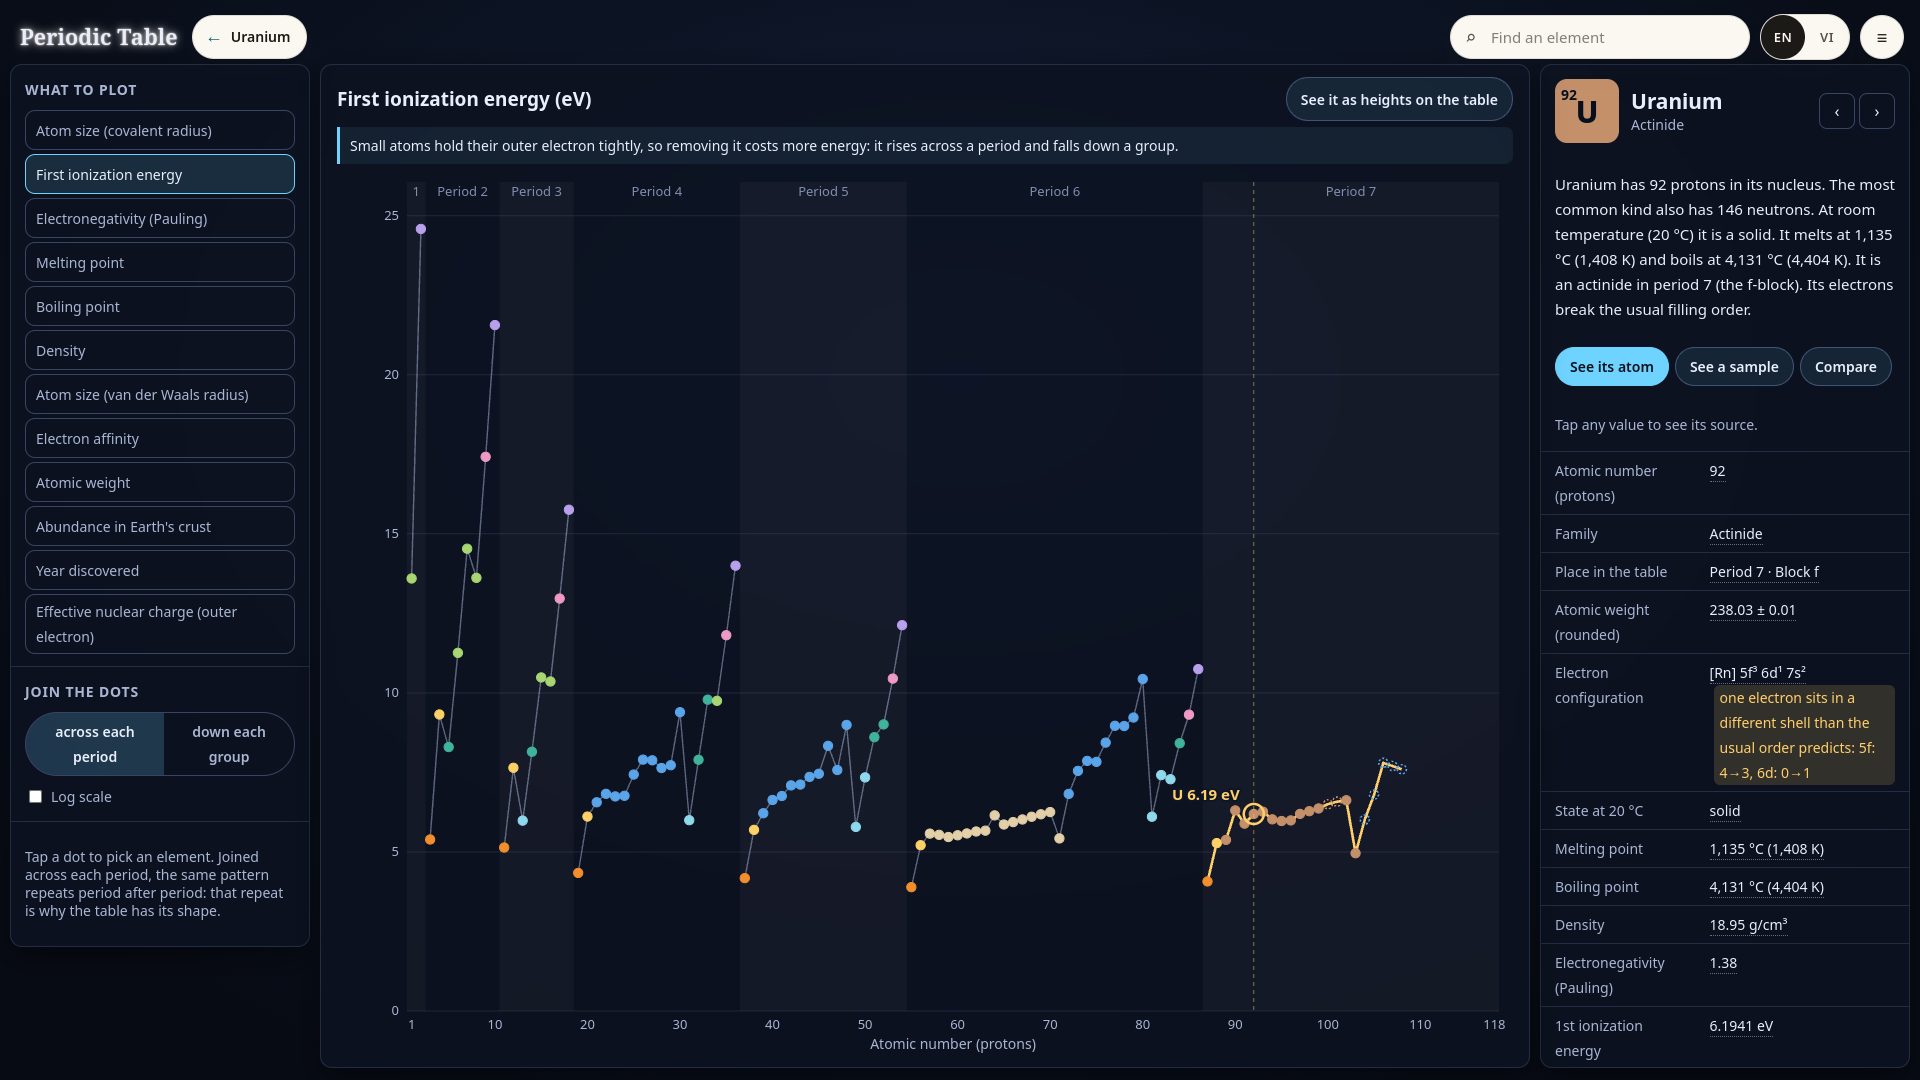 Periodic Table
← Uranium
Find an element
EN VI
≡
WHAT TO PLOT
Atom size (covalent radius)
First ionization energy
Electronegativity (Pauling)
Melting point
Boiling point
Density
Atom size (van der Waals radius)
Electron affinity
Atomic weight
Abundance in Earth's crust
Year discovered
Effective nuclear charge (outer
electron)
JOIN THE DOTS
across each
period
down each
group
Log scale
Tap a dot to pick an element. Joined
across each period, the same pattern
repeats period after period: that repeat
is why the table has its shape.
First ionization energy (eV)
See it as heights on the table
Small atoms hold their outer electron tightly, so removing it costs more energy: it rises across a period and falls down a group.
1 Period 2 Period 3 Period 4 Period 5 Period 6 Period 7
25
20
15
10
5
0
U 6.19 eV
1 10 20 30 40 50 60 70 80 90 100 110 118
Atomic number (protons)
92
U
Uranium
Actinide
‹ ›
Uranium has 92 protons in its nucleus. The most
common kind also has 146 neutrons. At room
temperature (20 °C) it is a solid. It melts at 1,135
°C (1,408 K) and boils at 4,131 °C (4,404 K). It is
an actinide in period 7 (the f-block). Its electrons
break the usual filling order.
See its atom
See a sample
Compare
Tap any value to see its source.
Atomic number
(protons)
92
Family
Actinide
Place in the table
Period 7 · Block f
Atomic weight
(rounded)
238.03 ± 0.01
Electron
configuration
[Rn] 5f³ 6d¹ 7s²
one electron sits in a
different shell than the
usual order predicts: 5f:
4→3, 6d: 0→1
State at 20 °C
solid
Melting point
1,135 °C (1,408 K)
Boiling point
4,131 °C (4,404 K)
Density
18.95 g/cm³
Electronegativity
(Pauling)
1.38
1st ionization
energy
6.1941 eV